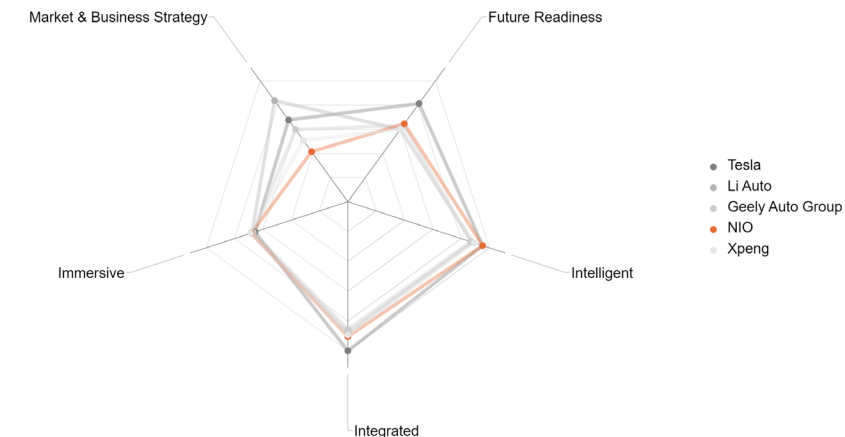 Market & Business Strategy
Future Readiness
Tesla
Li Auto
Geely Auto Group
NIO
Xpeng
Immersive
Intelligent
Integrated